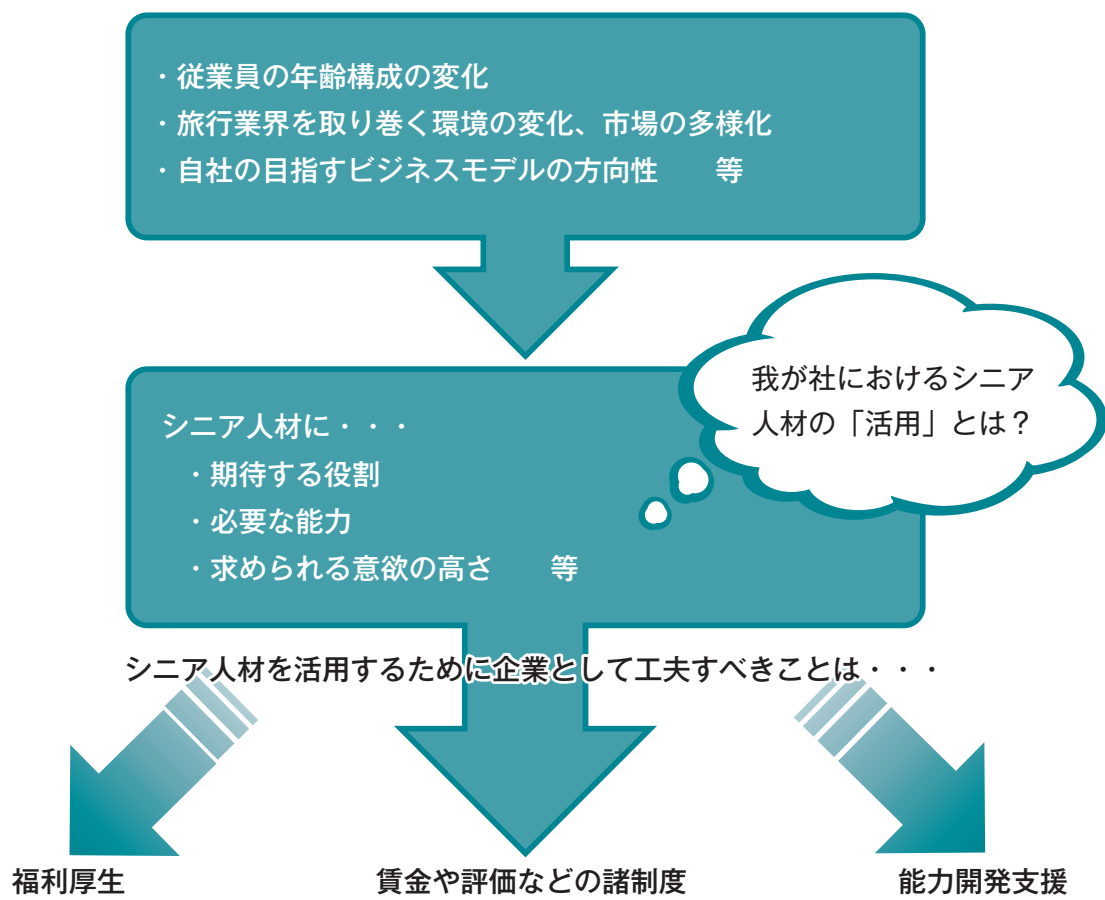 ・従業員の年齢構成の変化
・旅行業界を取り巻く環境の変化、市場の多様化
・自社の目指すビジネスモデルの方向性　　等
我が社におけるシニア
人材の「活用」とは？
シニア人材に・・・
・期待する役割
・必要な能力
・求められる意欲の高さ　　等
シニア人材を活用するために企業として工夫すべきことは・・・
福利厚生
賃金や評価などの諸制度
能力開発支援